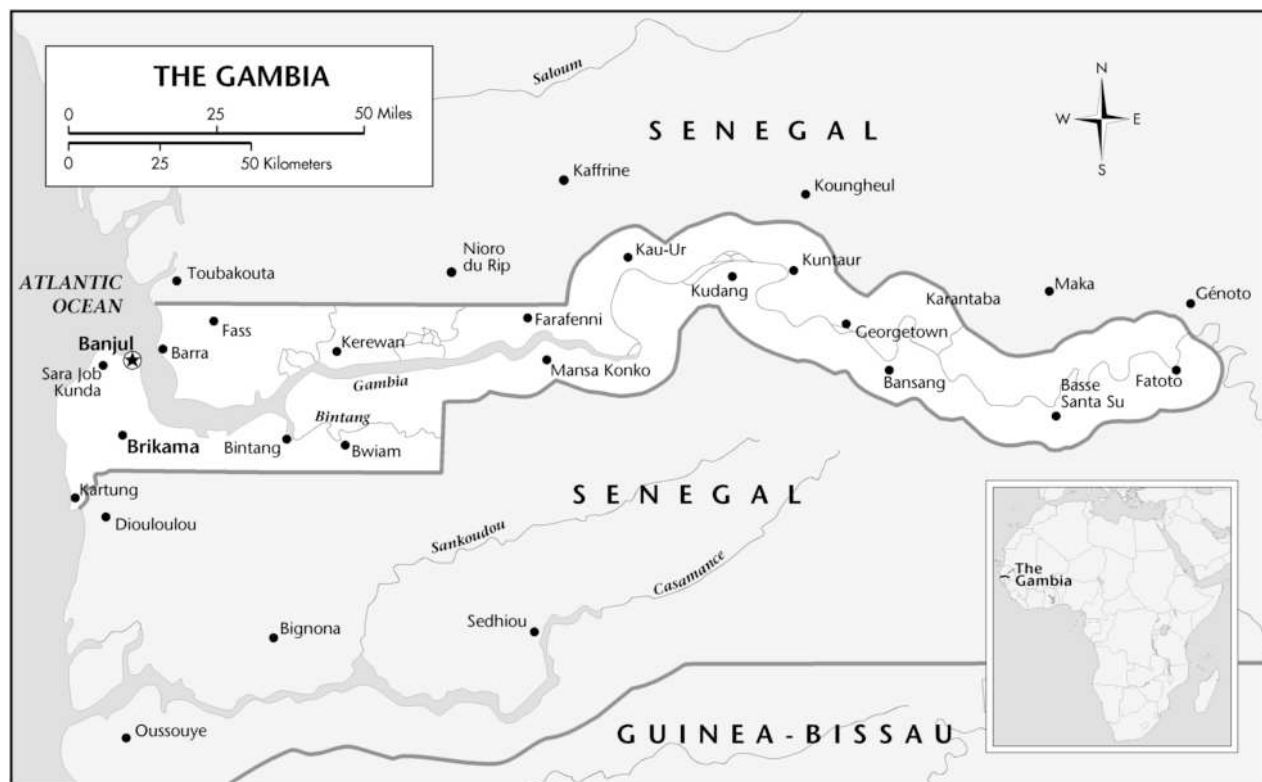 THE GAMBIA
0 25 50 Miles
0 25 50 Kilometers
Saloum
N
W E
S
SENEGAL
Kaffrine
Koungheul
Nioro
du Rip
Kau-Ur
Toubakouta
Kuntaur
Kudang
Maka
Génoto
ATLANTIC
OCEAN
Karantaba
Fass
Farafenni
Georgetown
Banjul
Barra
Kerewan
Sara Job
Kunda
Gambia
Mansa Konko
Bansang
Basse
Santa Su
Fatoto
Bintang
Brikama
Bintang
Bwiam
Kartung
SENEGAL
Diouloulou
Sankoudou
Casamance
The
Gambia
Bignona
Sedhiou
Oussouye
GUINEA-BISSAU